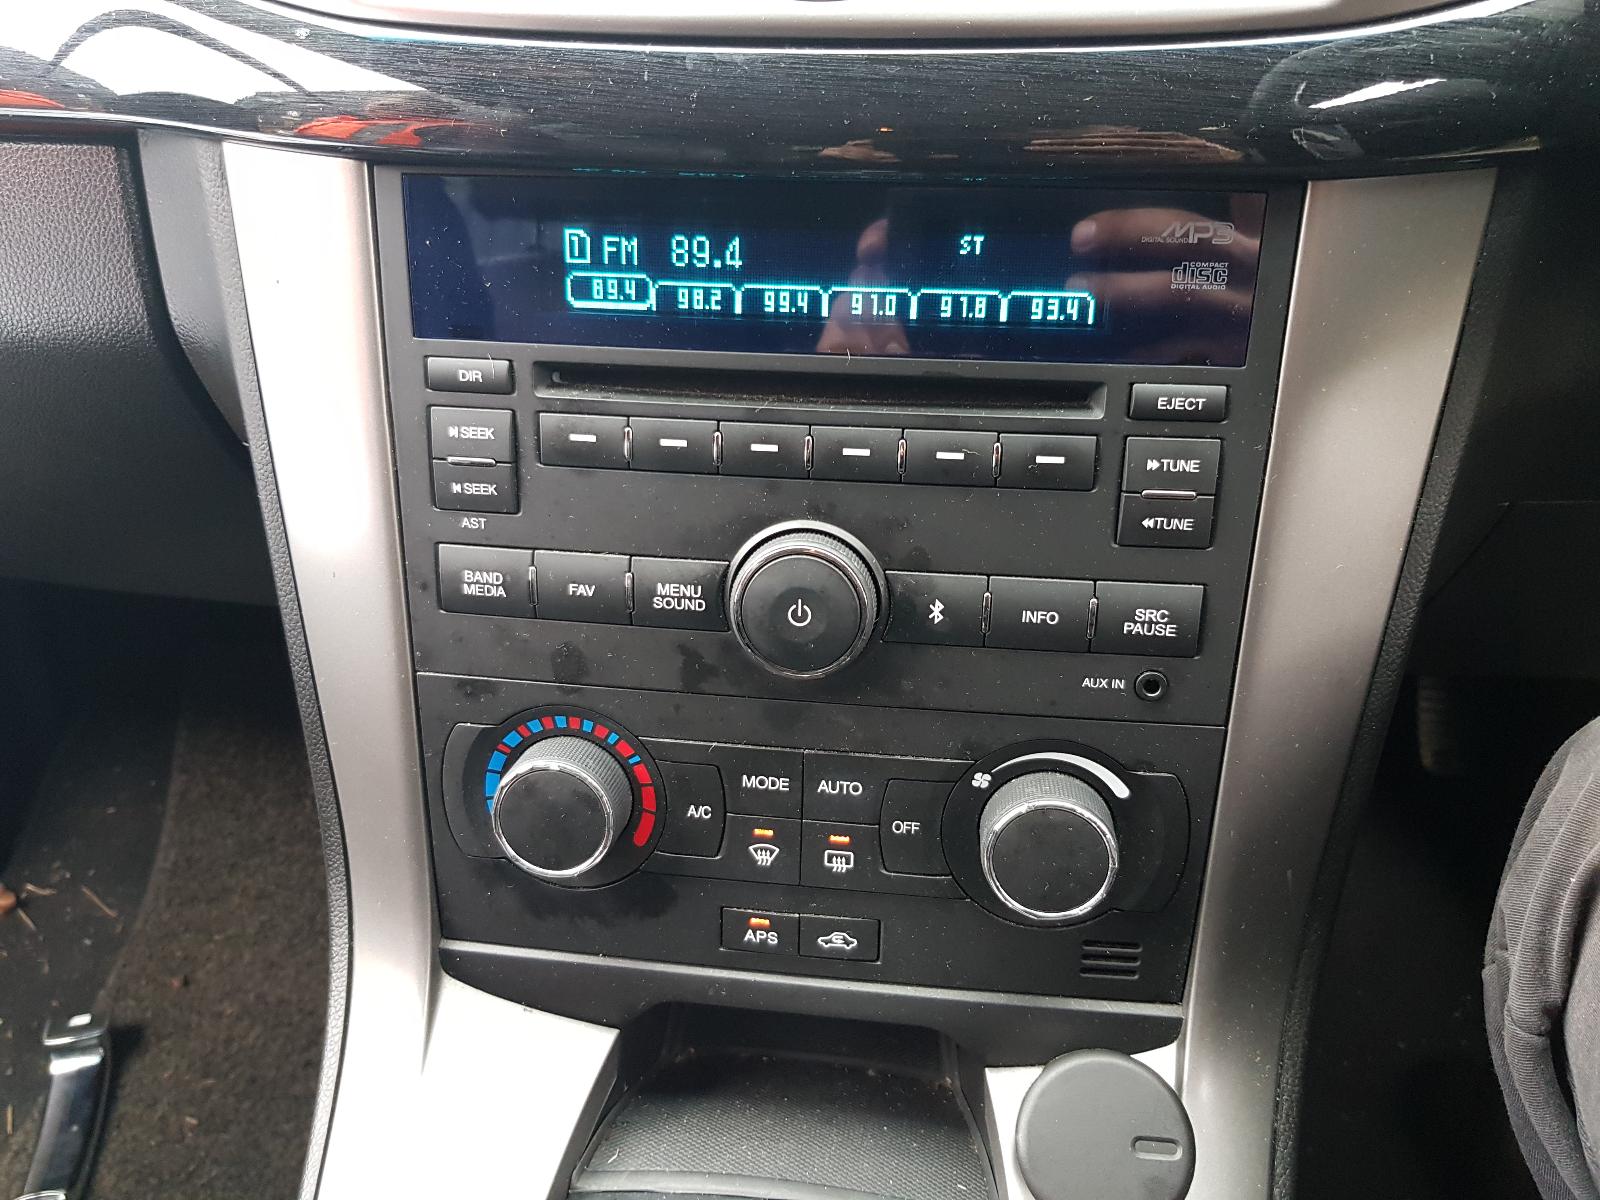 1 FM 89.4 ST
89.4 98.2 99.4 91.0 91.8 93.4
MP3
DIGITAL SOUND
COMPACT
disc
DIGITAL AUDIO
DIR
EJECT
SEEK
SEEK
AST
TUNE
TUNE
BAND
MEDIA
FAV
MENU
SOUND
INFO
SRC
PAUSE
AUX IN
A/C
MODE
AUTO
OFF
APS